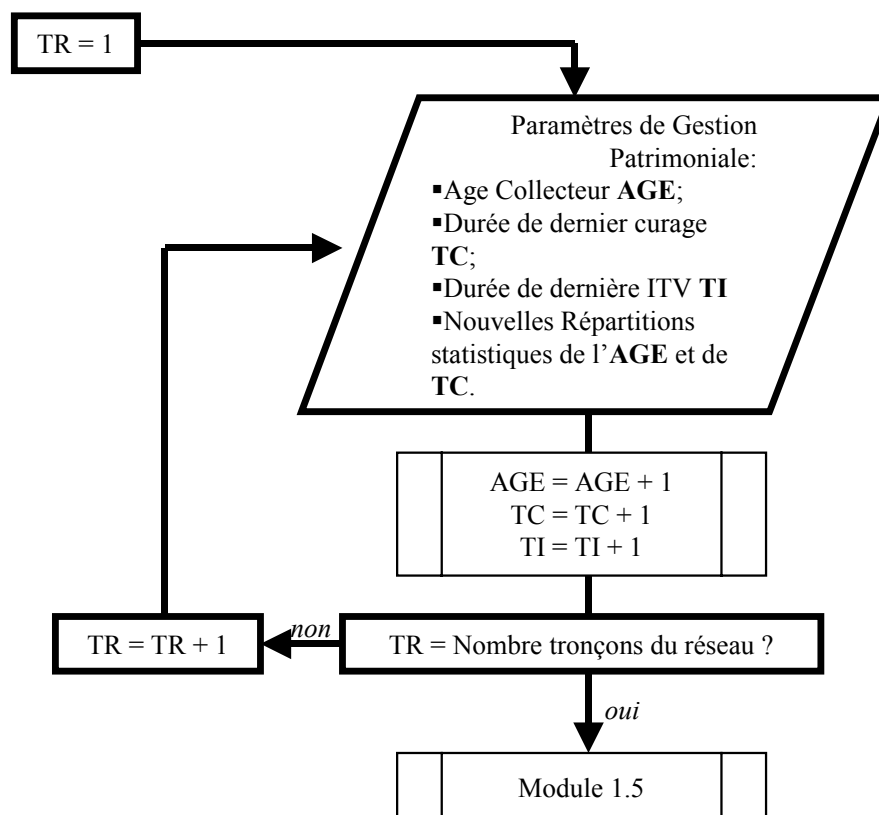 TR = 1
Paramètres de Gestion
Patrimoniale:
▪Age Collecteur AGE;
▪Durée de dernier curage
TC;
▪Durée de dernière ITV TI
▪Nouvelles Répartitions
statistiques de l’AGE et de
TC.
AGE = AGE + 1
TC = TC + 1
TI = TI + 1
TR = TR + 1
non
TR = Nombre tronçons du réseau ?
oui
Module 1.5